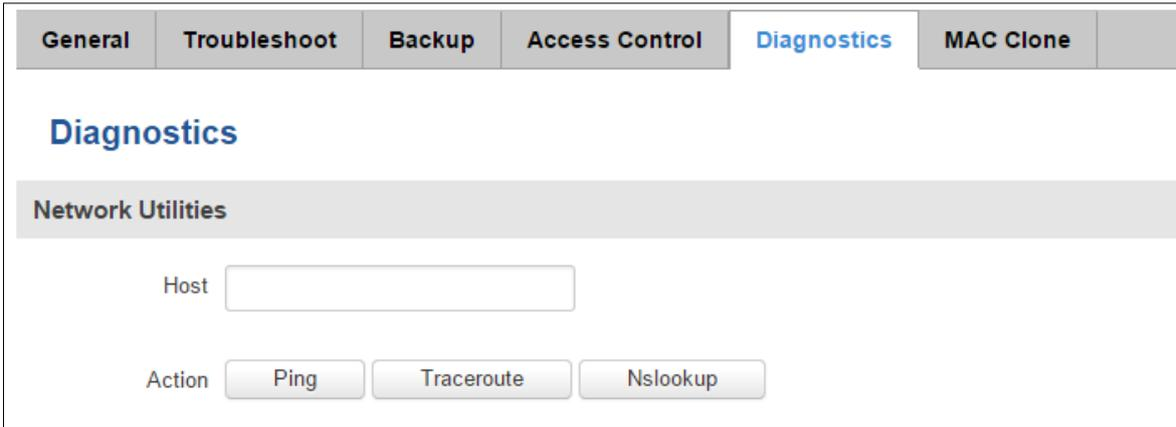 General Troubleshoot Backup Access Control Diagnostics MAC Clone
Diagnostics
Network Utilities
Host
Action Ping Traceroute Nslookup